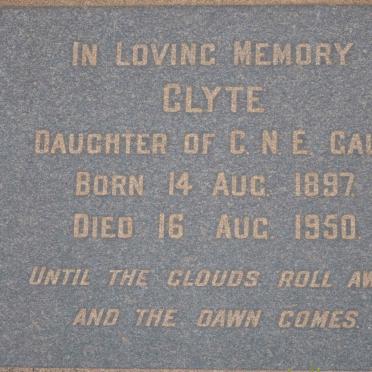 IN LOVING MEMORY
CLYTE
DAUGHTER OF C. N. E.
BORN 14 AUG. 1897.
DIED 16 AUG. 1950.
UNTIL THE CLOUDS ROLL
AND THE DAWN COMES.